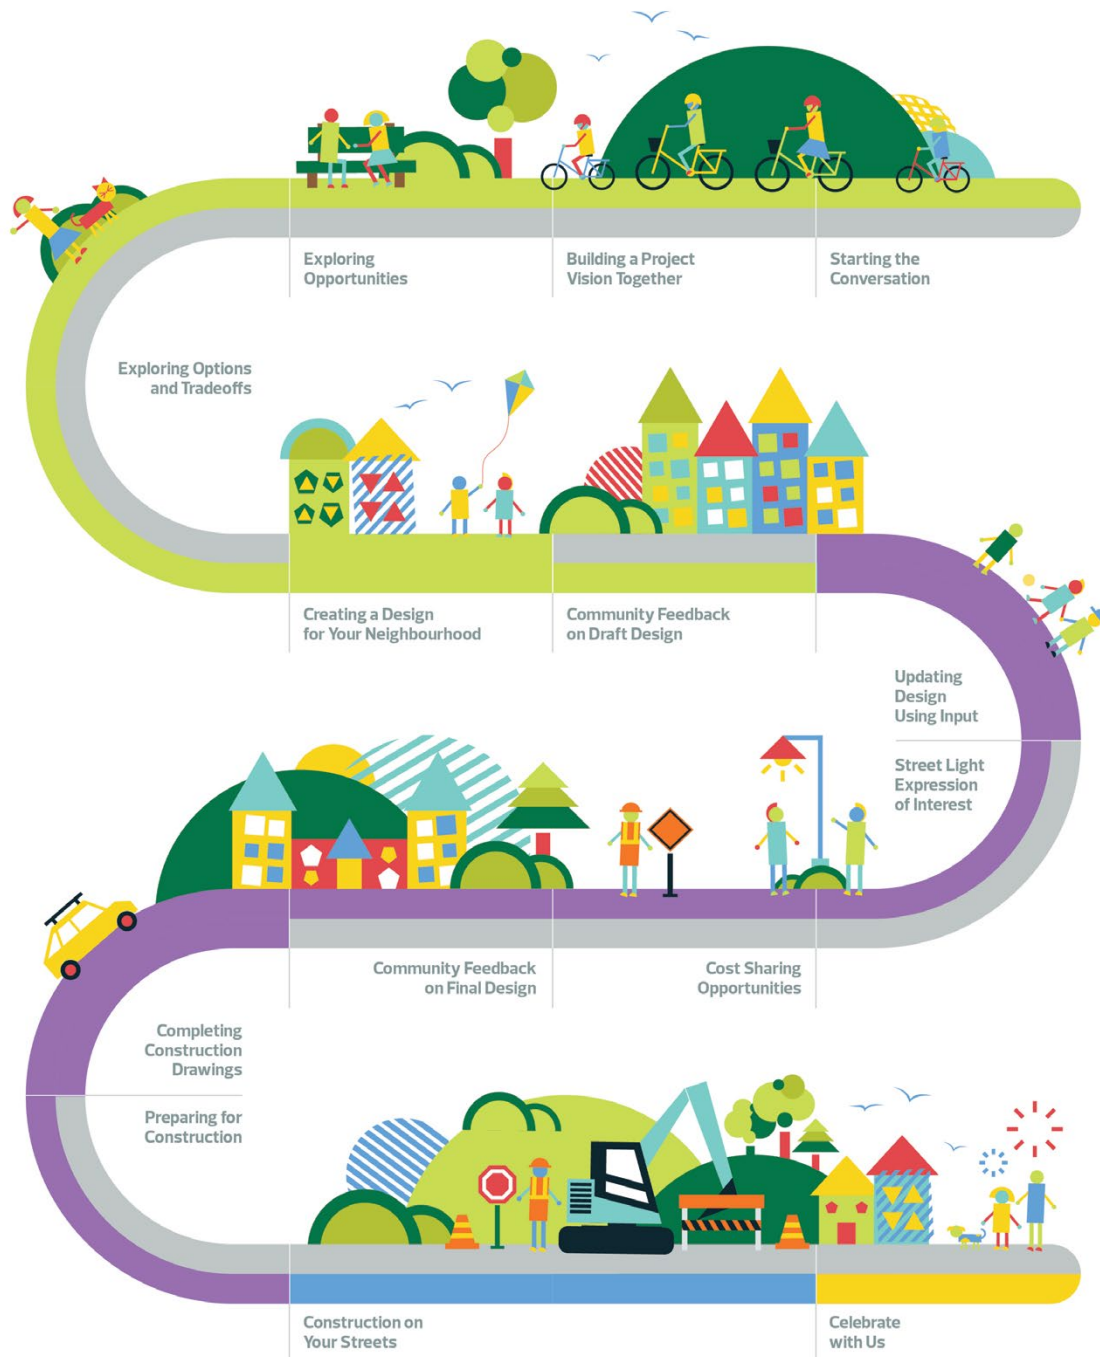 Exploring
Opportunities
Building a Project
Vision Together
Starting the
Conversation
Exploring Options
and Tradeoffs
Creating a Design
for Your Neighbourhood
Community Feedback
on Draft Design
Updating
Design
Using Input
Street Light
Expression
of Interest
Community Feedback
on Final Design
Cost Sharing
Opportunities
Completing
Construction
Drawings
Preparing for
Construction
Construction on
Your Streets
Celebrate
with Us